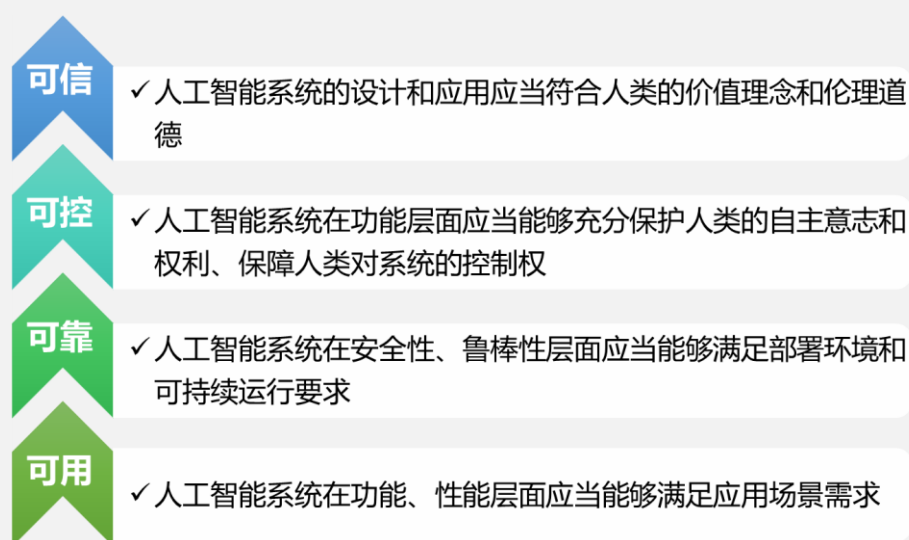 可信
✓人工智能系统的设计和应用应当符合人类的价值理念和伦理道
德
可控
✓人工智能系统在功能层面应当能够充分保护人类的自主意志和
权利、保障人类对系统的控制权
可靠
✓人工智能系统在安全性、鲁棒性层面应当能够满足部署环境和
可持续运行要求
可用
✓人工智能系统在功能、性能层面应当能够满足应用场景需求